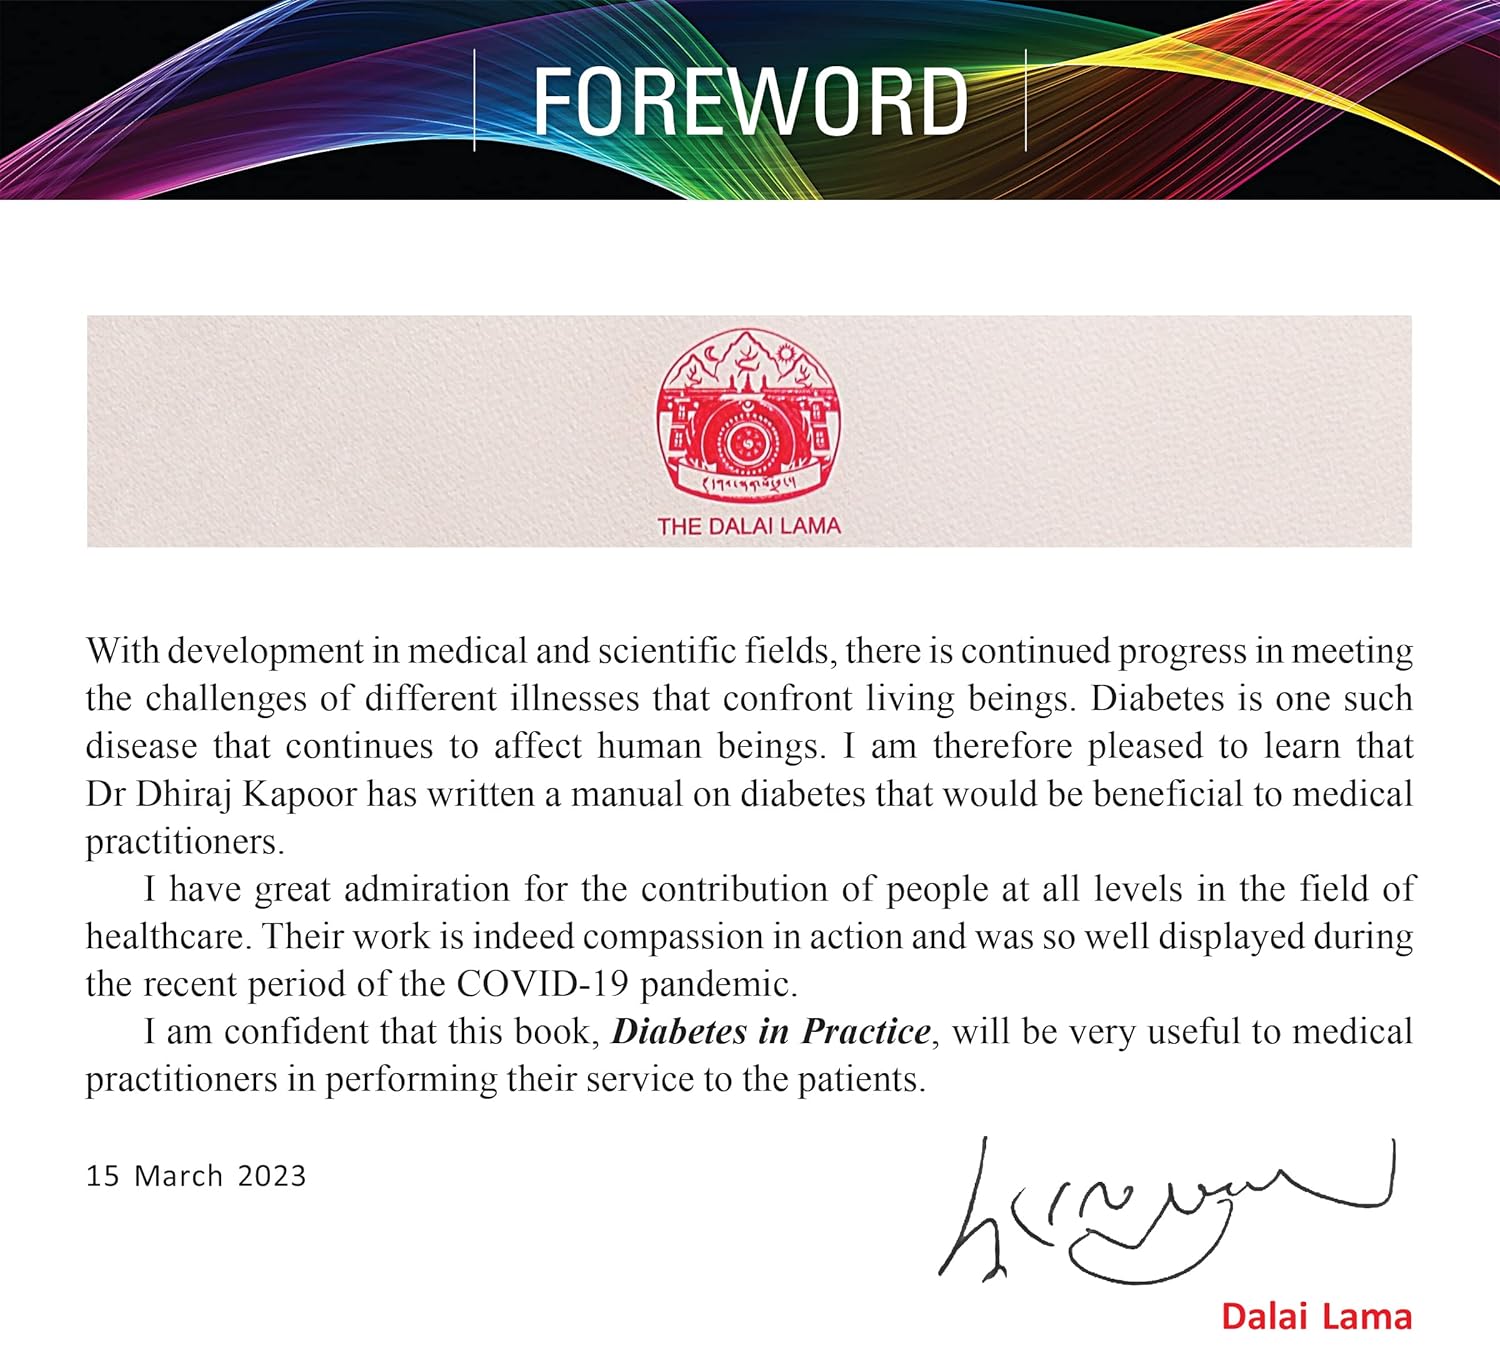 FOREWORD
THE DALAI LAMA
With development in medical and scientific fields, there is continued progress in meeting
the challenges of different illnesses that confront living beings. Diabetes is one such
disease that continues to affect human beings. I am therefore pleased to learn that
Dr Dhiraj Kapoor has written a manual on diabetes that would be beneficial to medical
practitioners.
I have great admiration for the contribution of people at all levels in the field of
healthcare. Their work is indeed compassion in action and was so well displayed during
the recent period of the COVID-19 pandemic.
I am confident that this book, Diabetes in Practice, will be very useful to medical
practitioners in performing their service to the patients.
15 March 2023
Dalai Lama